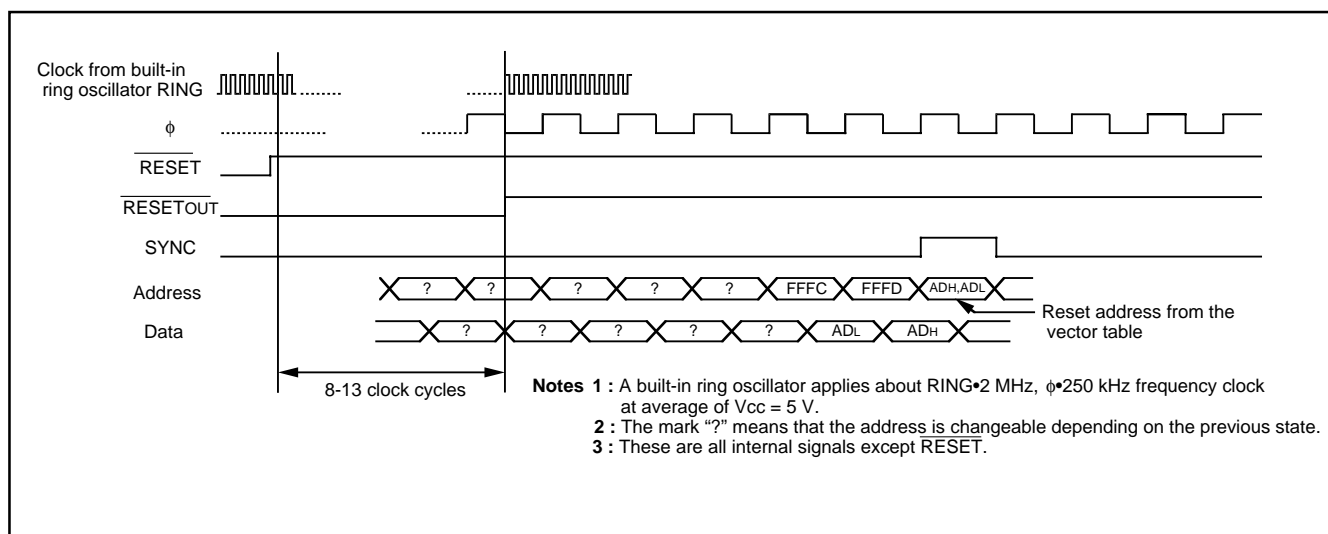 Clock from built-in
ring oscillator RING
ϕ
RESET
RESETOUT
SYNC
Address
? ? ? ? ? FFFC FFFD ADH,ADL
Reset address from the
vector table
Data
? ? ? ? ? ADL ADH
8-13 clock cycles
Notes 1 : A built-in ring oscillator applies about RING•2 MHz, ϕ•250 kHz frequency clock
at average of Vcc = 5 V.
2 : The mark “?” means that the address is changeable depending on the previous state.
3 : These are all internal signals except RESET.